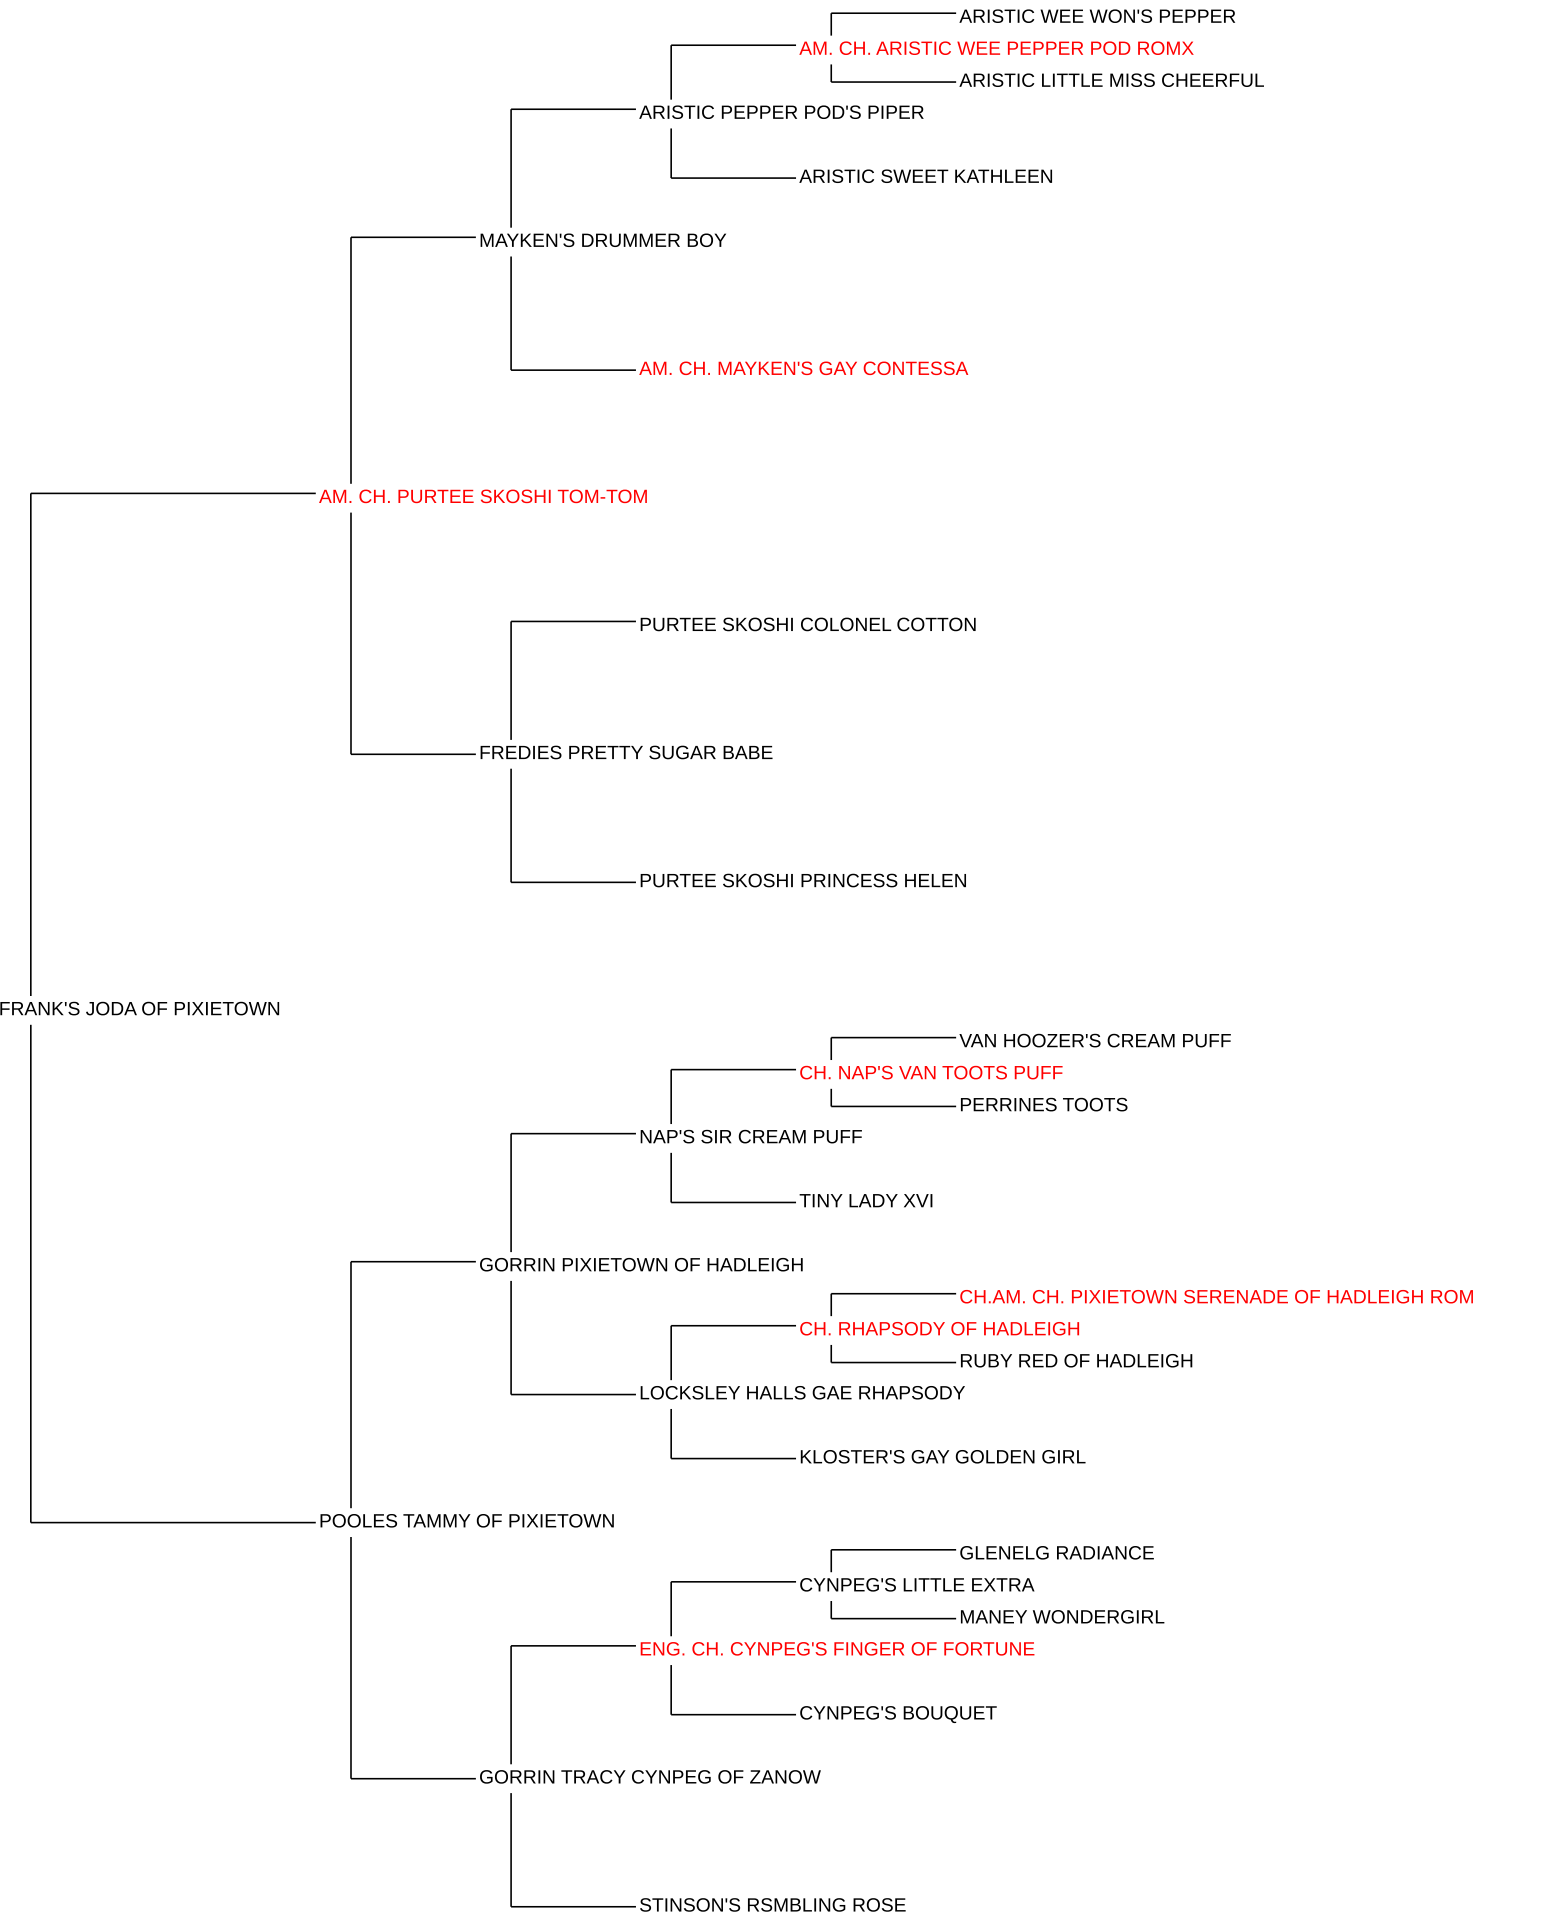 ARISTIC WEE WON'S PEPPER
AM. CH. ARISTIC WEE PEPPER POD ROMX
ARISTIC LITTLE MISS CHEERFUL
ARISTIC PEPPER POD'S PIPER
ARISTIC SWEET KATHLEEN
MAYKEN'S DRUMMER BOY
AM. CH. MAYKEN'S GAY CONTESSA
AM. CH. PURTEE SKOSHI TOM-TOM
PURTEE SKOSHI COLONEL COTTON
FREDIES PRETTY SUGAR BABE
PURTEE SKOSHI PRINCESS HELEN
FRANK'S JODA OF PIXIETOWN
VAN HOOZER'S CREAM PUFF
CH. NAP'S VAN TOOTS PUFF
PERRINES TOOTS
NAP'S SIR CREAM PUFF
TINY LADY XVI
GORRIN PIXIETOWN OF HADLEIGH
CH.AM. CH. PIXIETOWN SERENADE OF HADLEIGH ROM
CH. RHAPSODY OF HADLEIGH
RUBY RED OF HADLEIGH
LOCKSLEY HALLS GAE RHAPSODY
KLOSTER'S GAY GOLDEN GIRL
POOLES TAMMY OF PIXIETOWN
GLENELG RADIANCE
CYNPEG'S LITTLE EXTRA
MANEY WONDERGIRL
ENG. CH. CYNPEG'S FINGER OF FORTUNE
CYNPEG'S BOUQUET
GORRIN TRACY CYNPEG OF ZANOW
STINSON'S RSMBLING ROSE